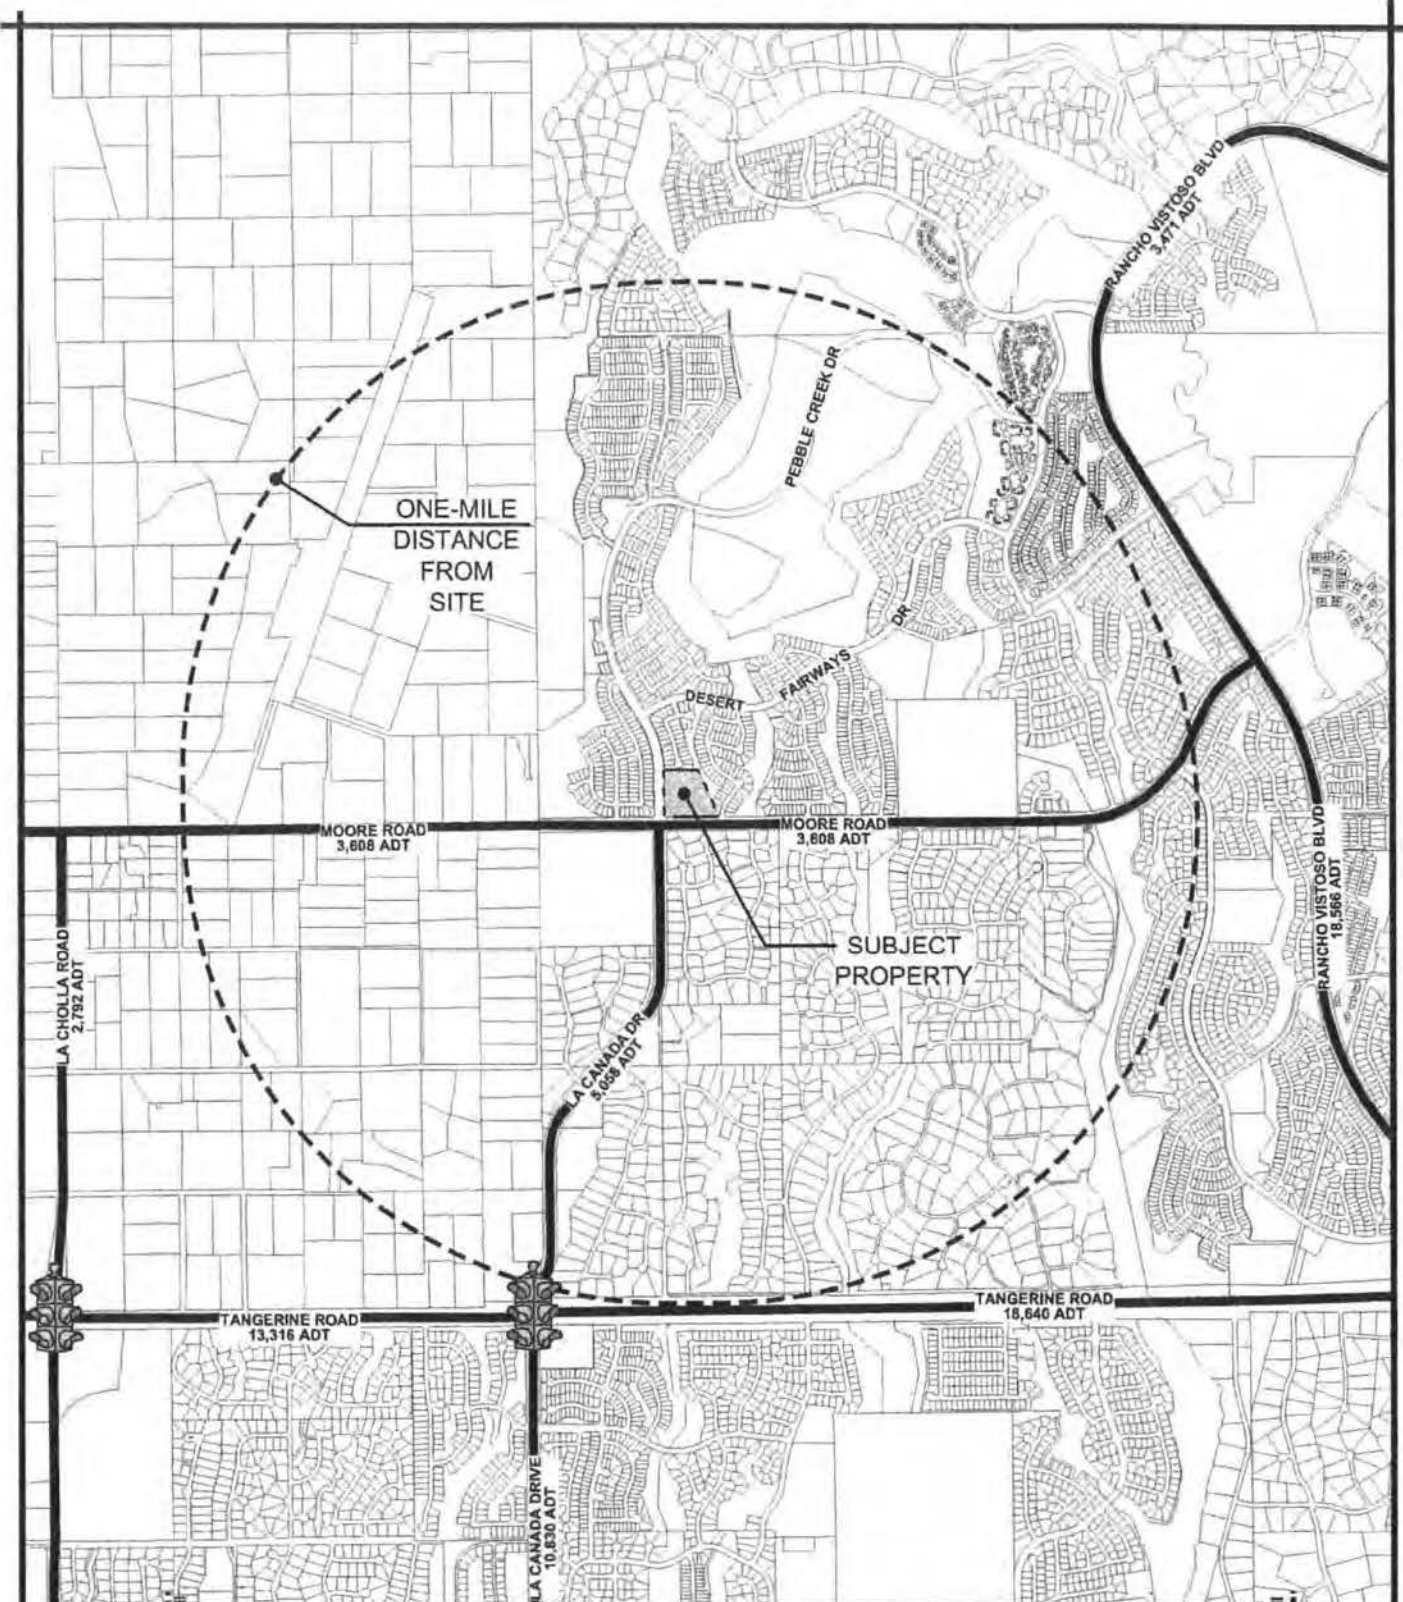 RANCHO VISTOSO BLVD
3,471 ADT
PEBBLE CREEK DR
ONE-MILE
DISTANCE
FROM
SITE
DR
FAIRWAYS
DESERT
MOORE ROAD
3,608 ADT
MOORE ROAD
3,608 ADT
RANCHO VISTOSO BLVD
18,566 ADT
LA CHOLLA ROAD
2,792 ADT
SUBJECT
PROPERTY
LA CANADA DR
5,058 ADT
TANGERINE ROAD
13,316 ADT
TANGERINE ROAD
18,640 ADT
LA CANADA DRIVE
10,830 ADT